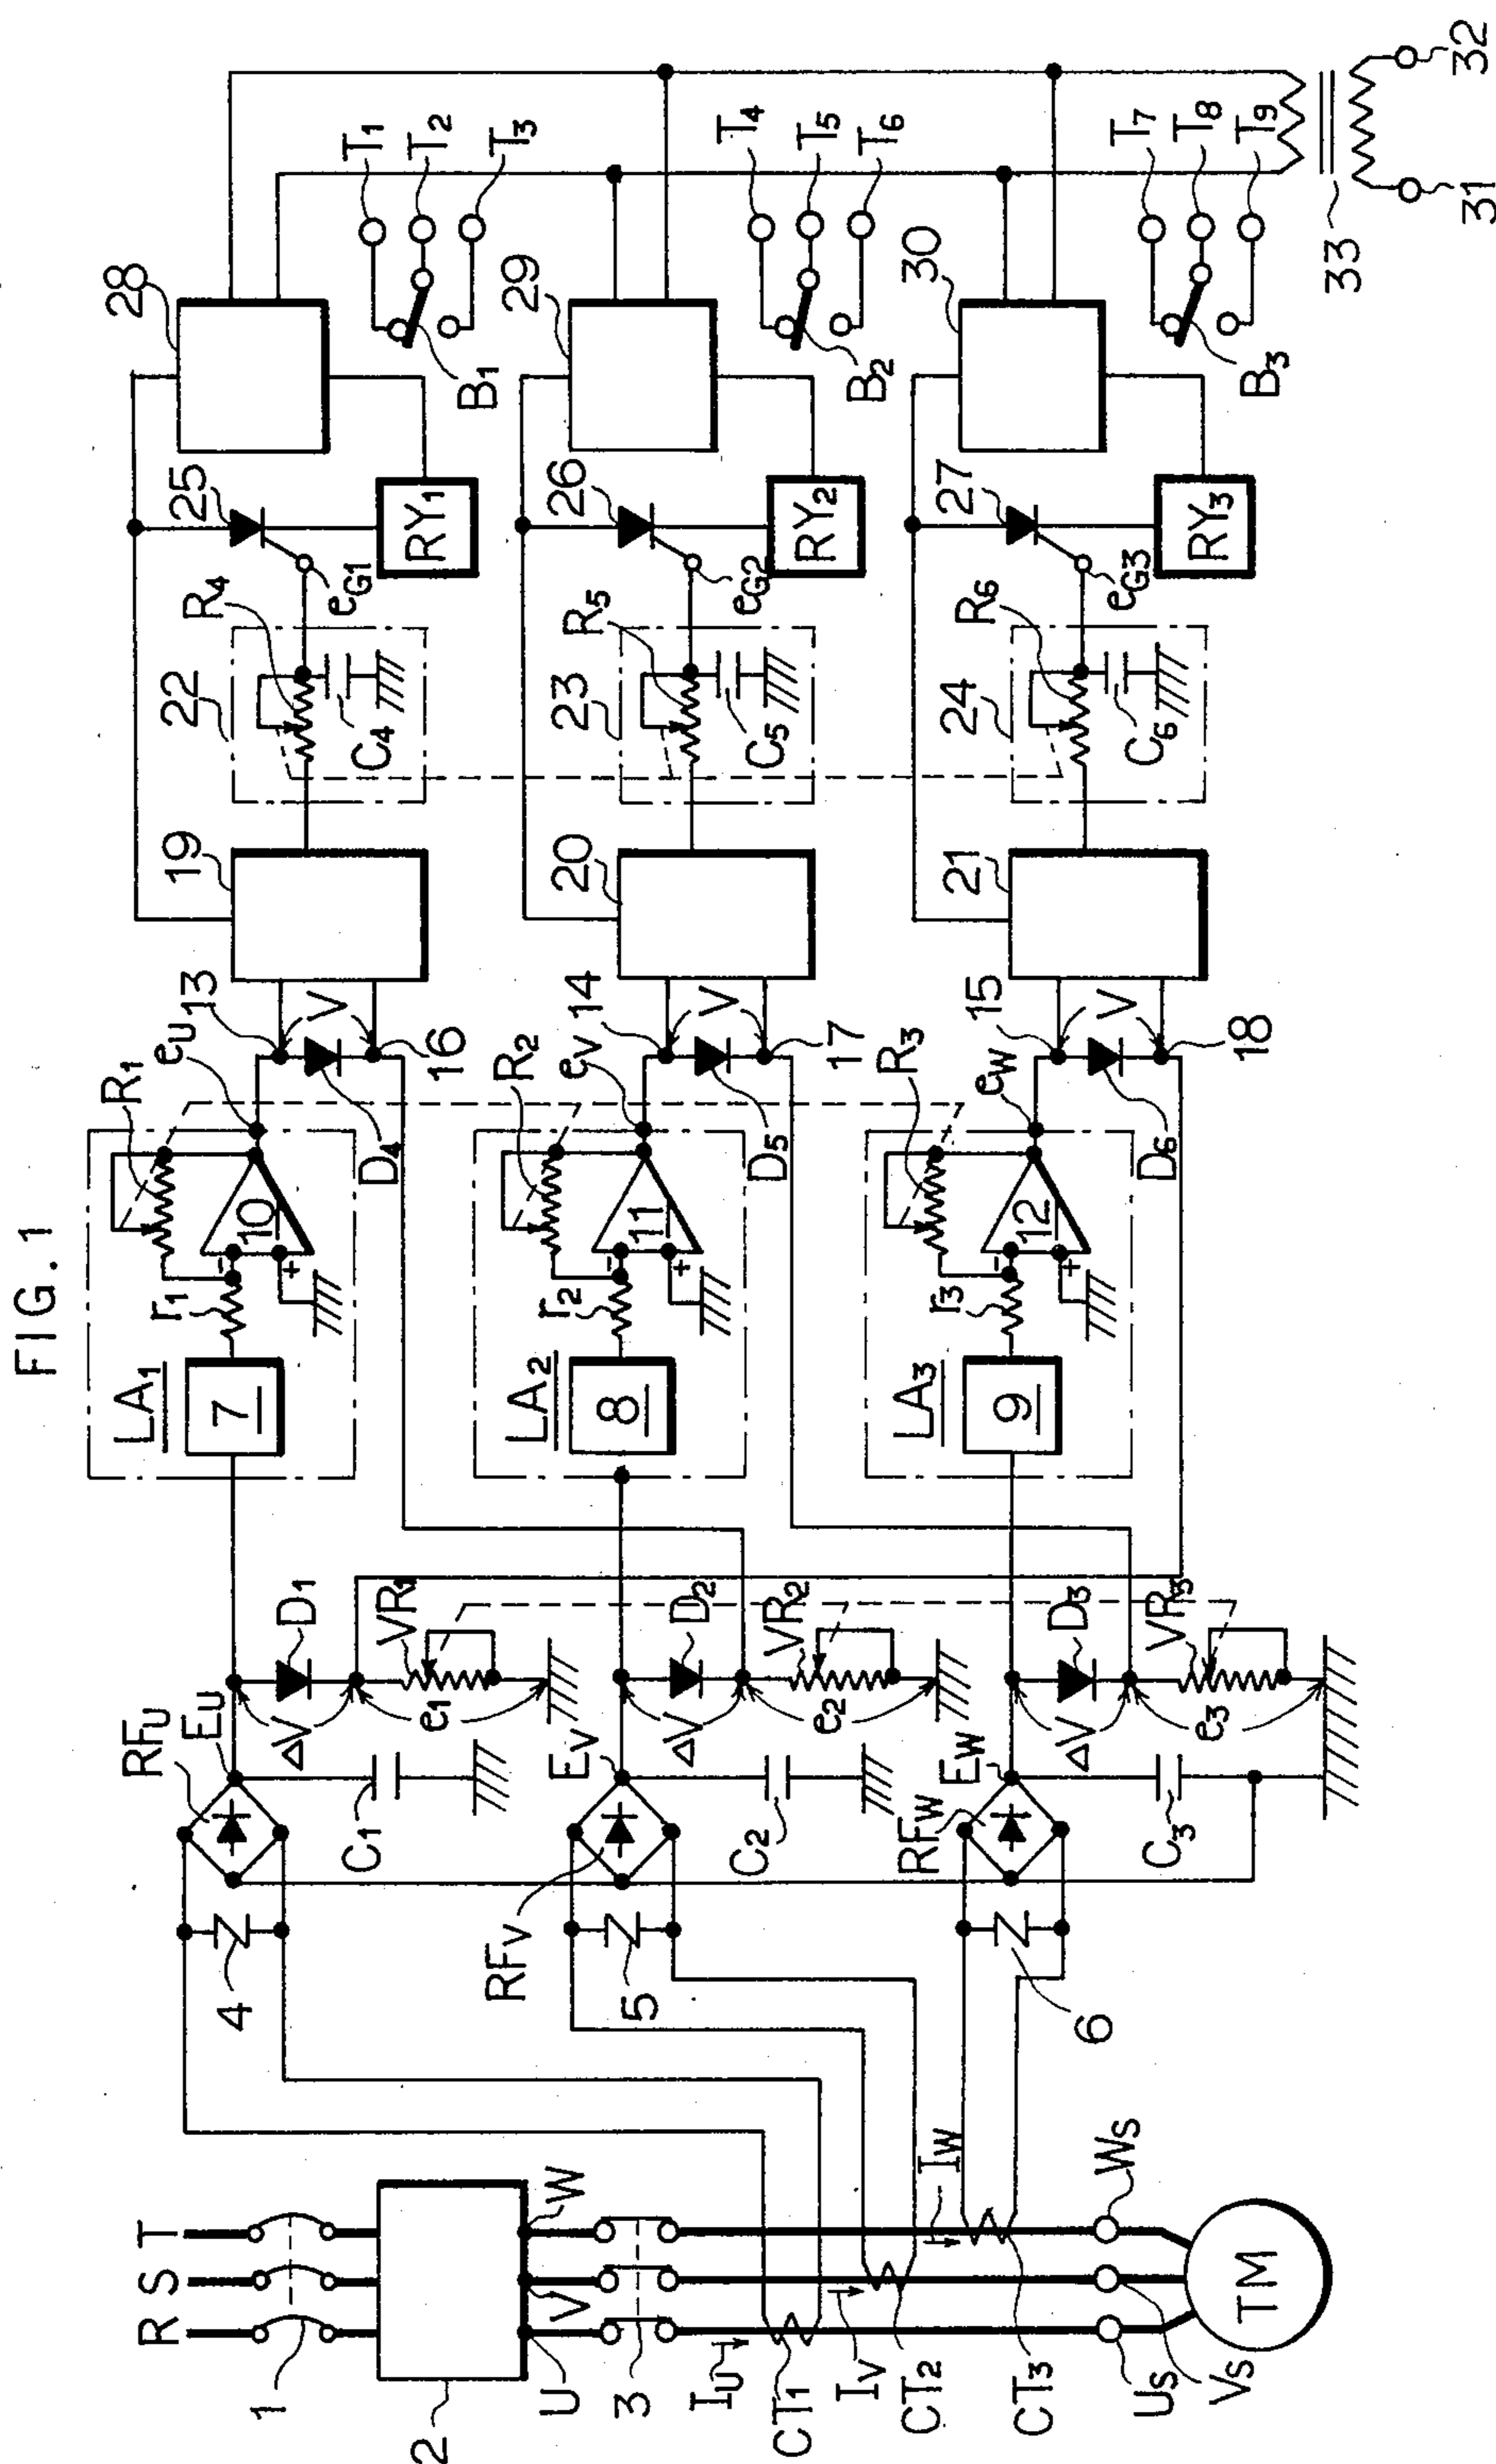 FIG. 1
R S T
1
2
U V W
3
IU
IV
IW
CT1
CT2
CT3
US
VS
WS
TM
4
5
6
RFU
RFV
RFW
EU
EV
EW
C1
C2
C3
ΔV
D1
VR1
e1
ΔV
D2
VR2
e2
ΔV
D3
VR3
e3
LA1
7
r1
R1
10
- +
eU
LA2
8
r2
R2
11
- +
eV
LA3
9
r3
R3
12
- +
eW
13
V
16
D4
14
V
17
D5
15
V
18
D6
19
20
21
22
R4
C4
23
R5
C5
24
R6
C6
25
eG1
RY1
26
eG2
RY2
27
eG3
RY3
28
B1
T1
T2
T3
29
B2
T4
T5
T6
30
B3
T7
T8
T9
33
31
32